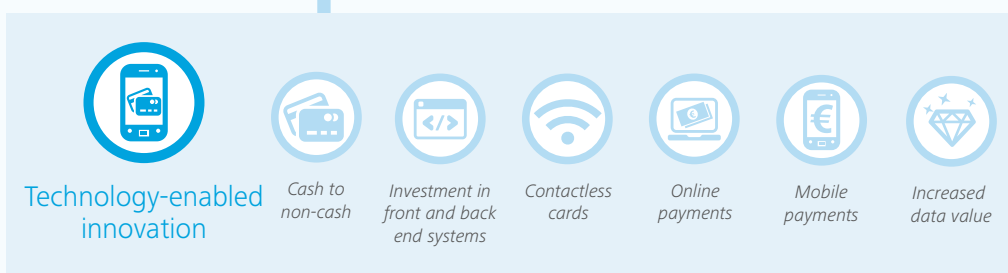 Technology-enabled
innovation
Cash to
non-cash
Investment in
front and back
end systems
</>
Contactless
cards
Online
payments
€
Mobile
payments
€
Increased
data value